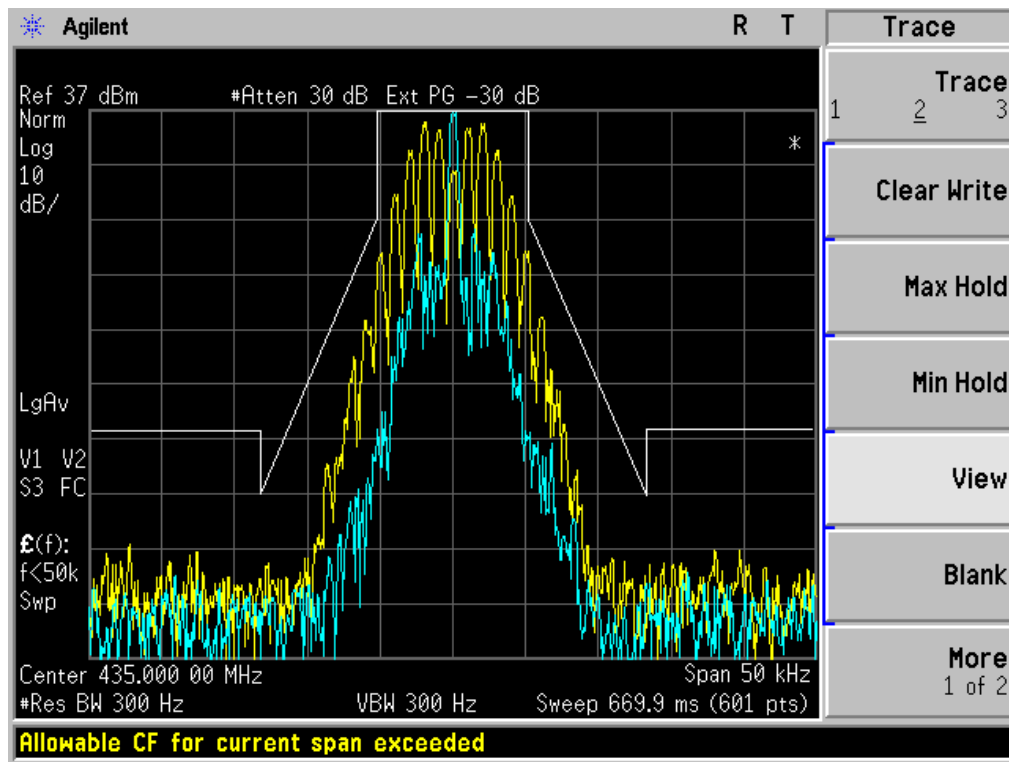 Agilent R T Trace
Ref 37 dBm #Atten 30 dB Ext PG −30 dB
Norm
Log
10
dB/
*
LgAv
V1 V2
S3 FC
£(f):
f<50k
Swp
Center 435.000 00 MHz Span 50 kHz
#Res BW 300 Hz VBW 300 Hz Sweep 669.9 ms (601 pts)
Allowable CF for current span exceeded
Trace
1 2 3
Clear Write
Max Hold
Min Hold
View
Blank
More
1 of 2